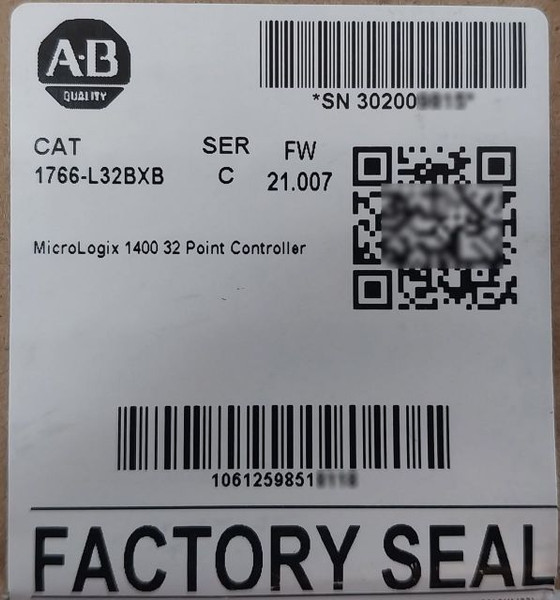 A·B
QUALITY
*SN 30200
CAT SER FW
1766-L32BXB C 21.007
MicroLogix 1400 32 Point Controller
1061259851
FACTORY SEAL